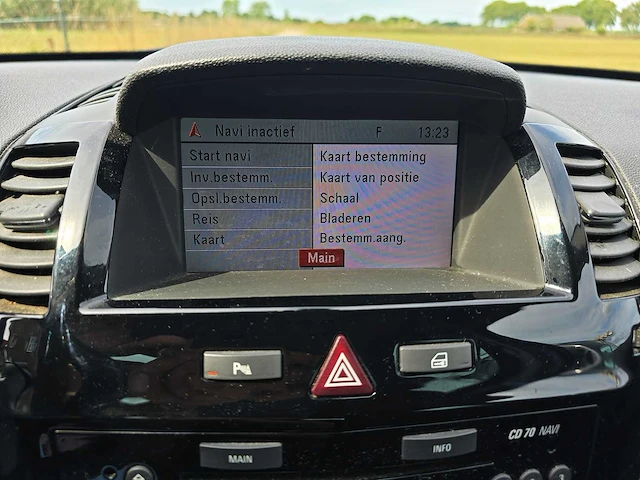 Navi inactief F 13:23
Start navi
Inv.bestemm.
Opsl.bestemm.
Reis
Kaart
Kaart bestemming
Kaart van positie
Schaal
Bladeren
Bestemm.aang.
Main
MAIN
INFO
CD 70 NAVI